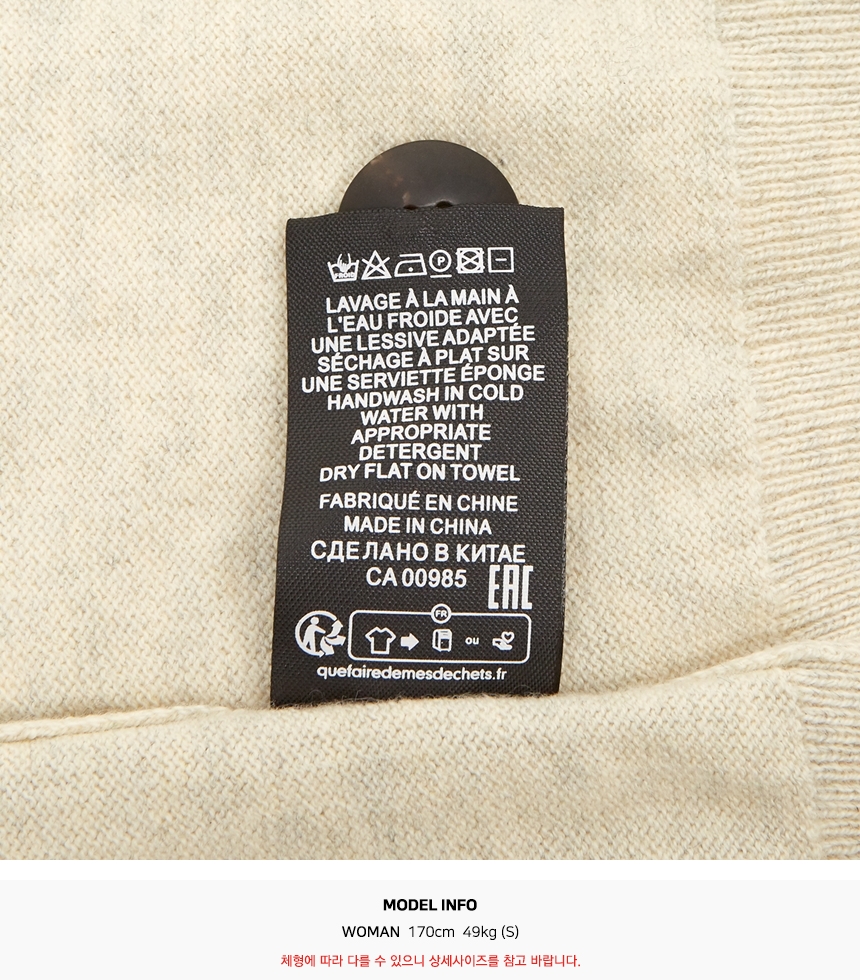 FROID
P
LAVAGE À LA MAIN À
L'EAU FROIDE AVEC
UNE LESSIVE ADAPTÉE
SÉCHAGE À PLAT SUR
UNE SERVIETTE ÉPONGE
HANDWASH IN COLD
WATER WITH
APPROPRIATE
DETERGENT
DRY FLAT ON TOWEL
FABRIQUÉ EN CHINE
MADE IN CHINA
СДЕЛАНО В КИТАЕ
CA 00985 EAC
FR
ou
quefairedemesdechets.fr
MODEL INFO
WOMAN 170cm 49kg (S)
체형에 따라 다를 수 있으니 상세사이즈를 참고 바랍니다.